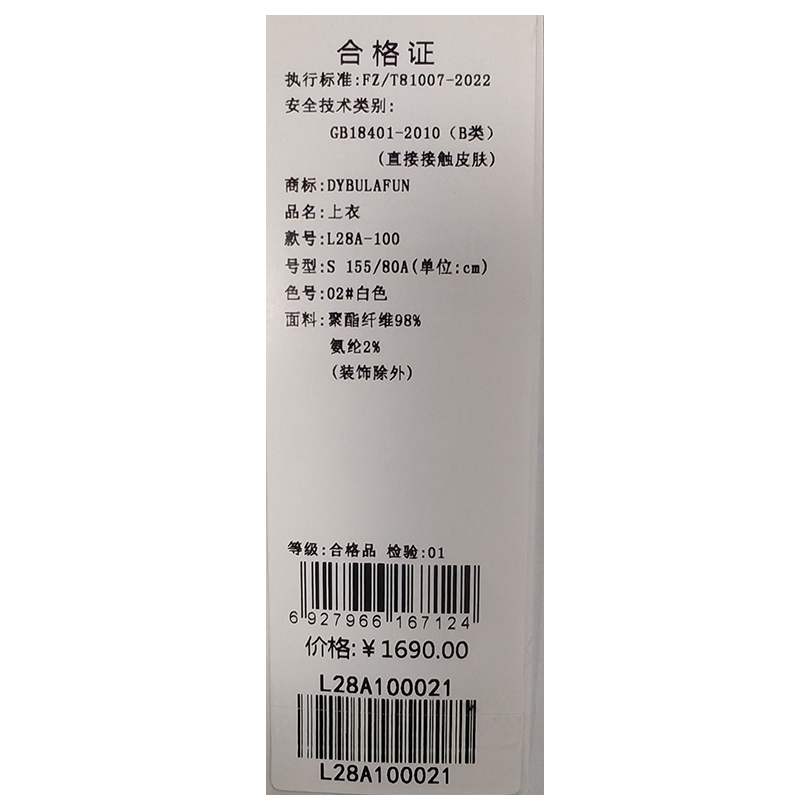 合格证
执行标准:FZ/T81007-2022
安全技术类别:
GB18401-2010（B类）
(直接接触皮肤)
商标:DYBULAFUN
品名:上衣
款号:L28A-100
号型:S 155/80A(单位:cm)
色号:02#白色
面料:聚酯纤维98%
氨纶2%
(装饰除外)
等级:合格品 检验:01
6 927966 167124
价格:￥1690.00
L28A100021
L28A100021